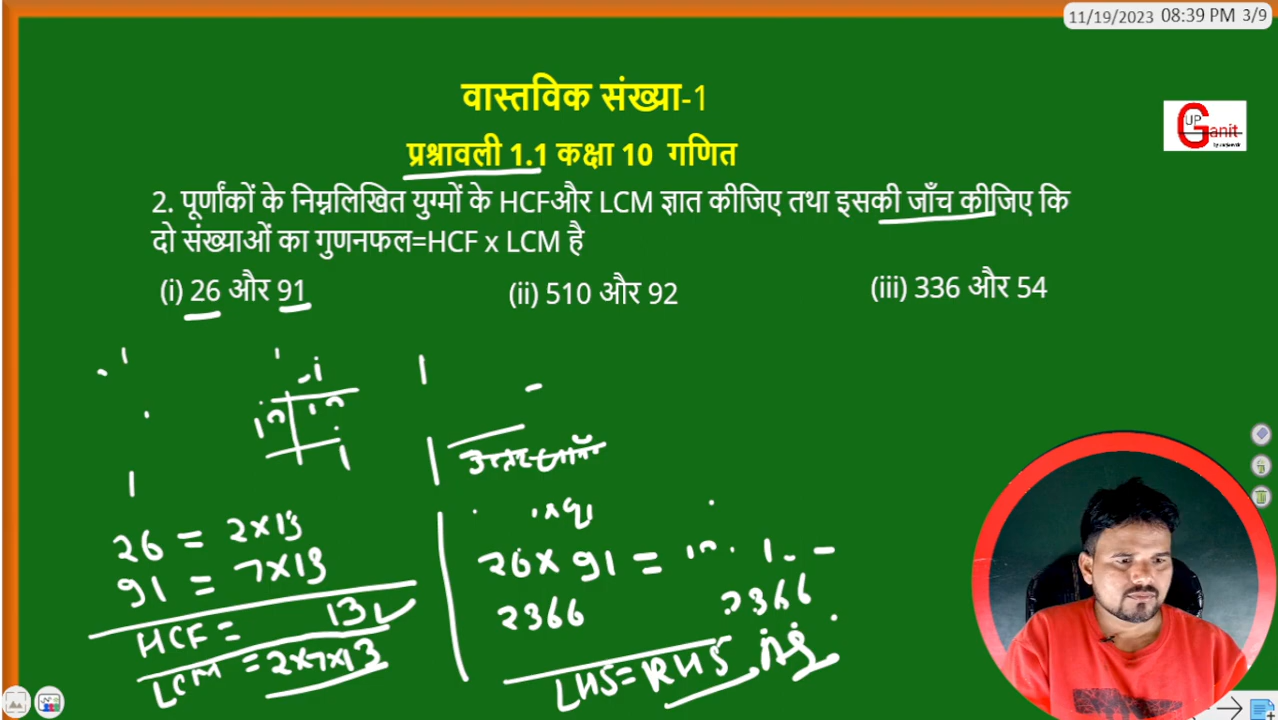 11/19/2023 08:39 PM 3/9
वास्तविक संख्या-1
UP
Ganit
प्रश्नावली 1.1 कक्षा 10 गणित
2. पूर्णांकों के निम्नलिखित युग्मों के HCFऔर LCM ज्ञात कीजिए तथा इसकी जाँच कीजिए कि
दो संख्याओं का गुणनफल=HCF x LCM है
(i) 26 और 91 (ii) 510 और 92 (iii) 336 और 54
26 = 2×13
91 = 7×13
HCF = 13
LCM = 2×7×13
26 × 91 =
2366 2366
LHS=RHS